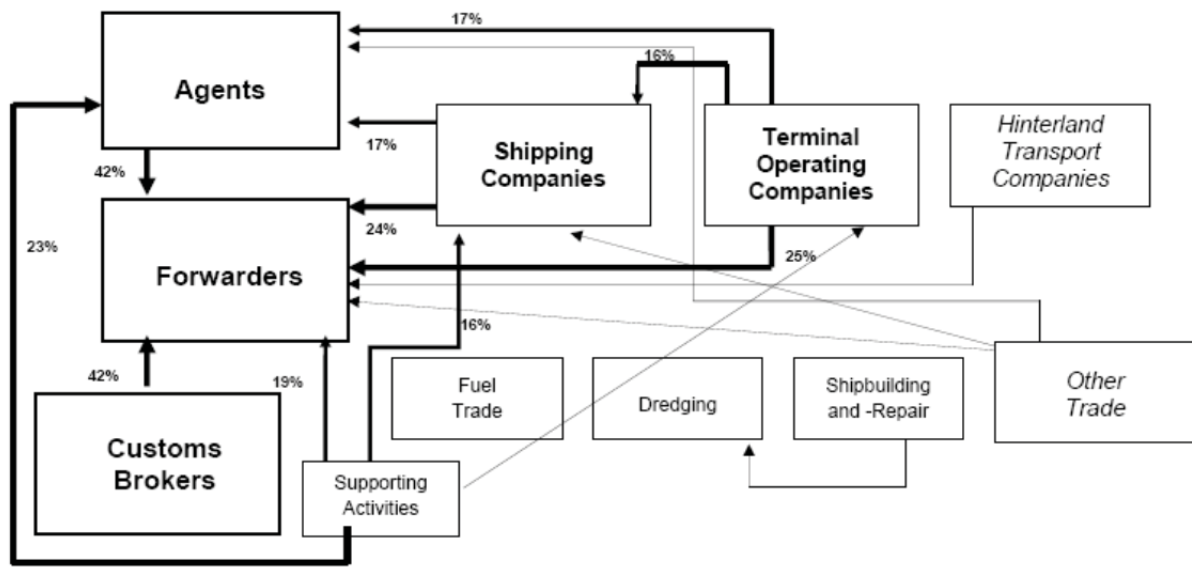 17%
16%
Agents
Hinterland
Transport
Companies
Terminal
Operating
Companies
Shipping
Companies
17%
42%
24%
23%
25%
Forwarders
16%
42%
19%
Fuel
Trade
Dredging
Shipbuilding
and -Repair
Other
Trade
Customs
Brokers
Supporting
Activities